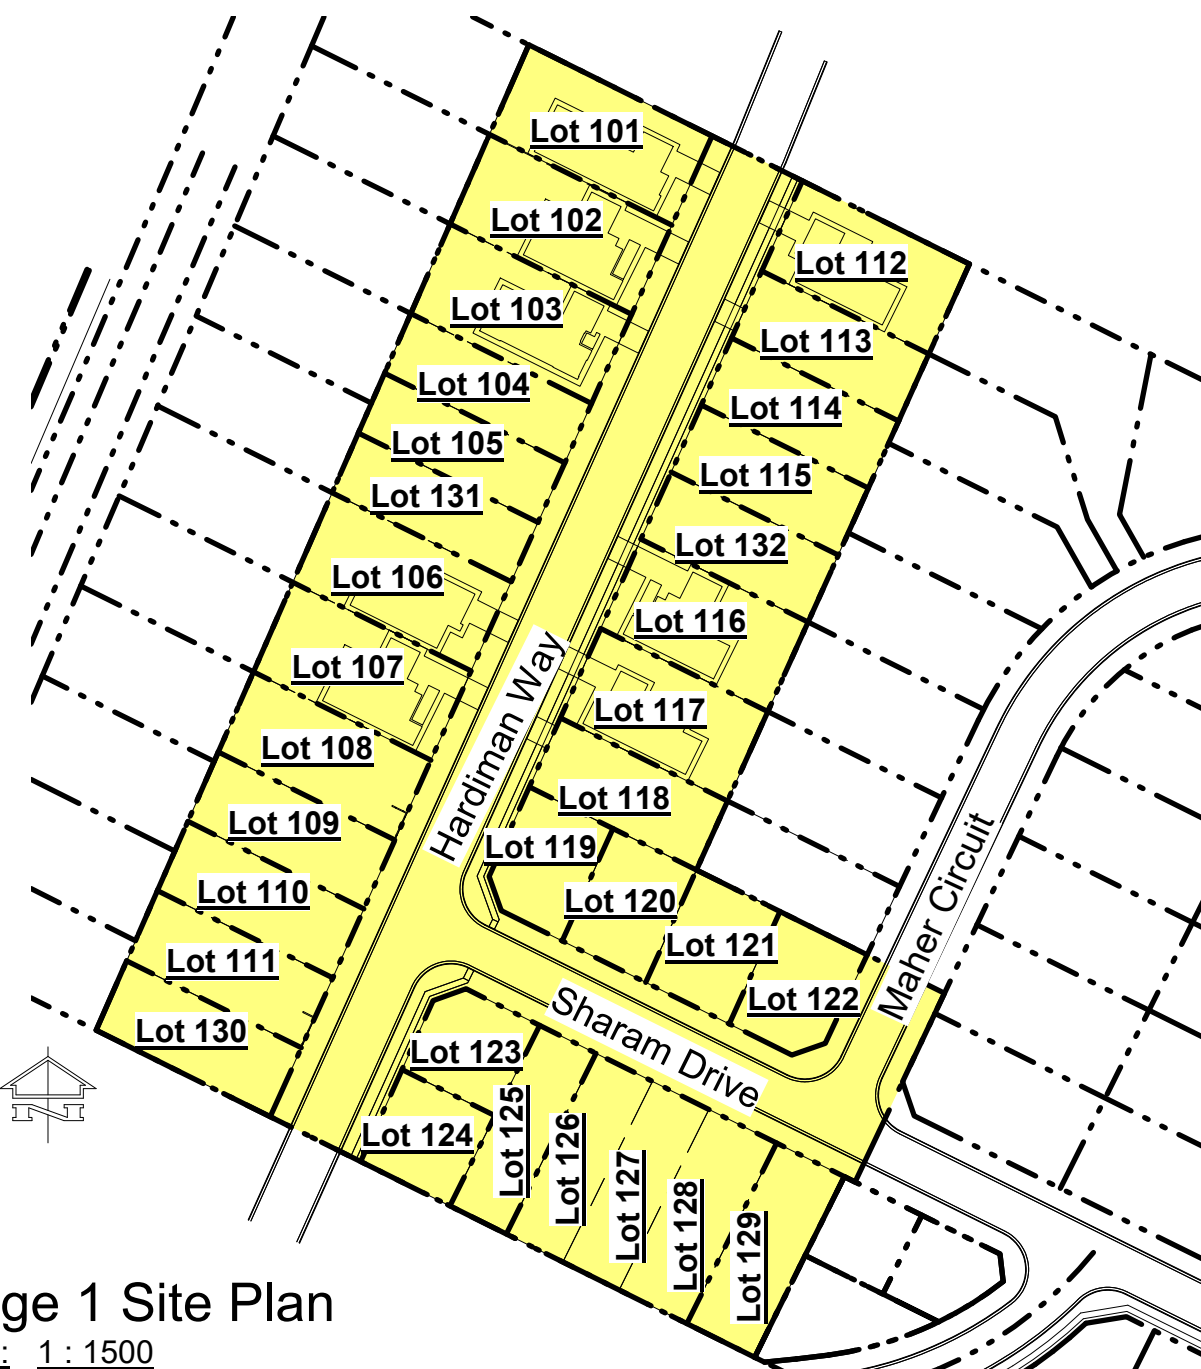 Lot 101
Lot 102
Lot 112
Lot 103
Lot 113
Lot 104
Lot 114
Lot 105
Lot 115
Lot 131
Lot 132
Lot 106
Lot 116
Lot 107
Lot 117
Hardiman Way
Lot 108
Lot 118
Lot 109
Lot 119
Lot 110
Lot 120
Maher Circuit
Lot 111
Lot 121
Lot 122
Lot 130
Sharam Drive
Lot 123
Lot 124
Lot 125
Lot 126
Lot 127
Lot 128
Lot 129
N
ge 1 Site Plan
: 1 : 1500